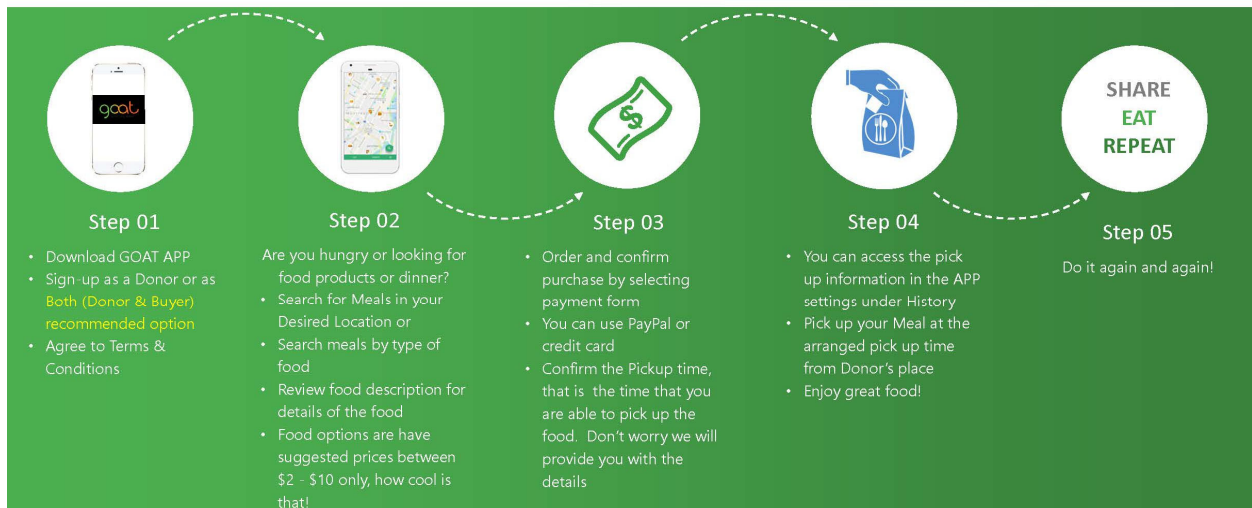 goat
Step 01
• Download GOAT APP
• Sign-up as a Donor or as
Both (Donor & Buyer)
recommended option
• Agree to Terms &
Conditions
Step 02
Are you hungry or looking for
food products or dinner?
• Search for Meals in your
Desired Location or
• Search meals by type of
food
• Review food description for
details of the food
• Food options are have
suggested prices between
$2 - $10 only, how cool is
that!
$
Step 03
• Order and confirm
purchase by selecting
payment form
• You can use PayPal or
credit card
• Confirm the Pickup time,
that is  the time that you
are able to pick up the
food.  Don't worry we will
provide you with the
details
Step 04
• You can access the pick
up information in the APP
settings under History
• Pick up your Meal at the
arranged pick up time
from Donor's place
• Enjoy great food!
SHARE
EAT
REPEAT
Step 05
Do it again and again!